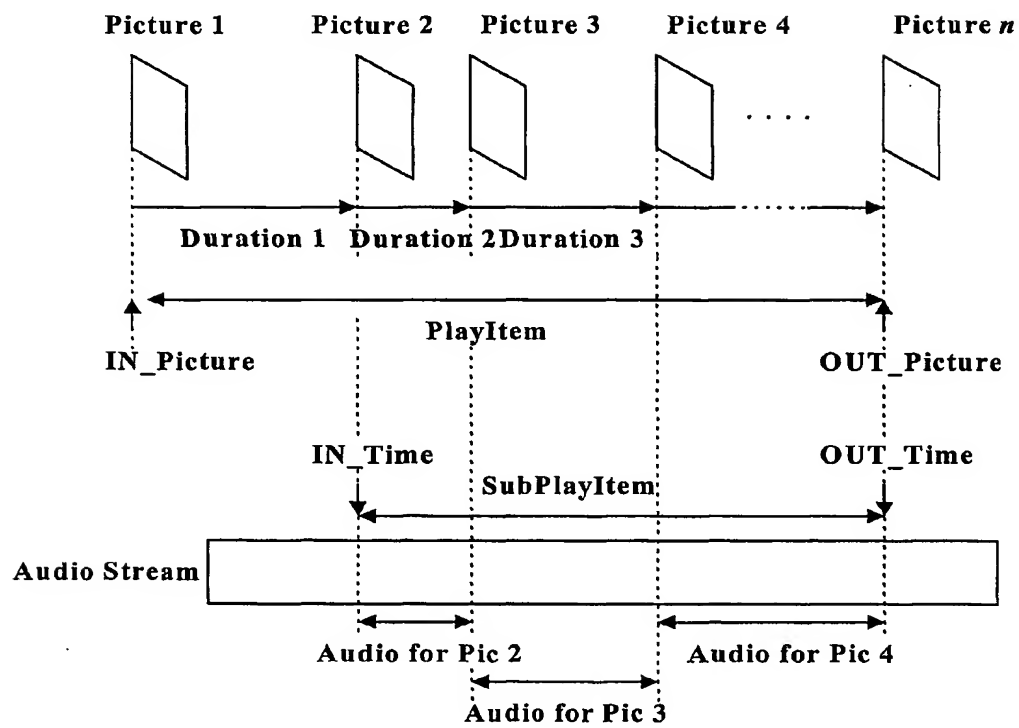 Picture 1 Picture 2 Picture 3 Picture 4 Picture n
Duration 1 Duration 2 Duration 3
PlayItem
IN_Picture OUT_Picture
IN_Time OUT_Time
SubPlayItem
Audio Stream
Audio for Pic 2 Audio for Pic 4
Audio for Pic 3